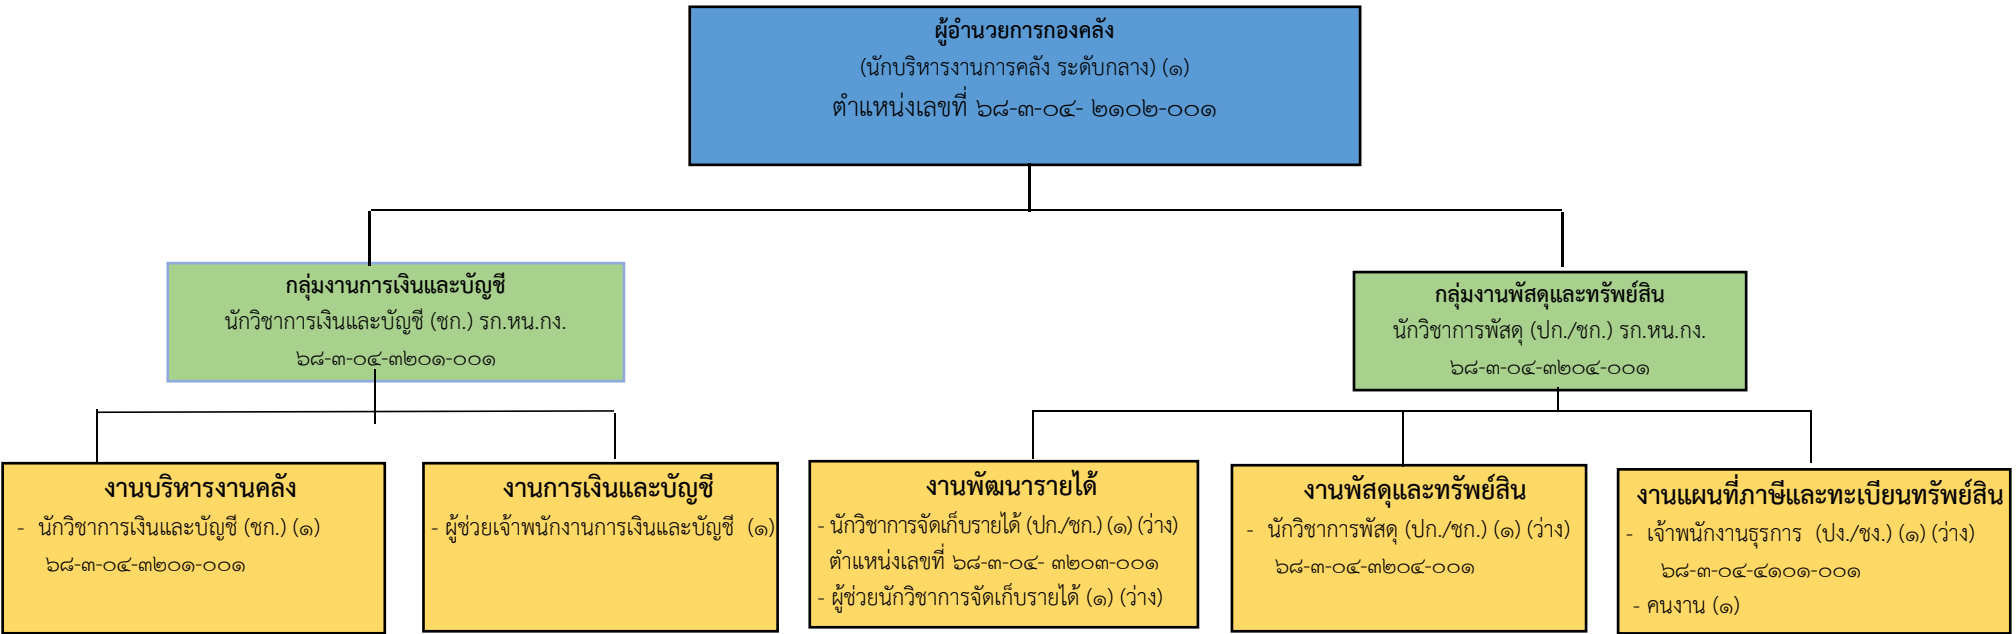 ผู้อำนวยการกองคลัง
(นักบริหารงานการคลัง ระดับกลาง) (๑)
ตำแหน่งเลขที่ ๖๘-๓-๐๔- ๒๑๐๒-๐๐๑
กลุ่มงานการเงินและบัญชี
นักวิชาการเงินและบัญชี (ชก.) รก.หน.กง.
๖๘-๓-๐๔-๓๒๐๑-๐๐๑
กลุ่มงานพัสดุและทรัพย์สิน
นักวิชาการพัสดุ (ปก./ชก.) รก.หน.กง.
๖๘-๓-๐๔-๓๒๐๔-๐๐๑
งานบริหารงานคลัง
- นักวิชาการเงินและบัญชี (ชก.) (๑)
๖๘-๓-๐๔-๓๒๐๑-๐๐๑
งานการเงินและบัญชี
- ผู้ช่วยเจ้าพนักงานการเงินและบัญชี (๑)
งานพัฒนารายได้
- นักวิชาการจัดเก็บรายได้ (ปก./ชก.) (๑) (ว่าง)
ตำแหน่งเลขที่ ๖๘-๓-๐๔- ๓๒๐๓-๐๐๑
- ผู้ช่วยนักวิชาการจัดเก็บรายได้ (๑) (ว่าง)
งานพัสดุและทรัพย์สิน
- นักวิชาการพัสดุ (ปก./ชก.) (๑) (ว่าง)
๖๘-๓-๐๔-๓๒๐๔-๐๐๑
งานแผนที่ภาษีและทะเบียนทรัพย์สิน
- เจ้าพนักงานธุรการ (ปง./ชง.) (๑) (ว่าง)
๖๘-๓-๐๔-๔๑๐๑-๐๐๑
- คนงาน (๑)